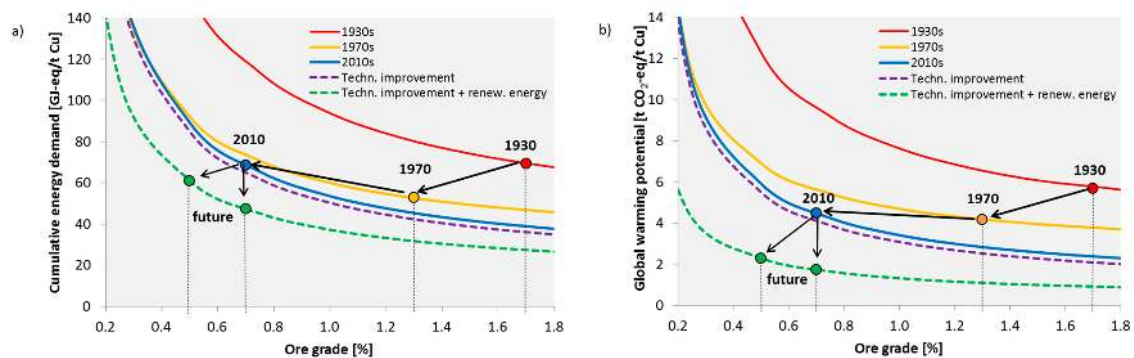 a)
Cumulative energy demand [GJ-eq/t Cu]
140
120
100
80
60
40
20
0
1930s
1970s
2010s
Techn. improvement
Techn. improvement + renew. energy
2010
1970
1930
future
0.2 0.4 0.6 0.8 1.0 1.2 1.4 1.6 1.8
Ore grade [%]
b)
Global warming potential [t CO₂-eq/t Cu]
14
12
10
8
6
4
2
0
1930s
1970s
2010s
Techn. improvement
Techn. improvement + renew. energy
2010
1970
1930
future
0.2 0.4 0.6 0.8 1.0 1.2 1.4 1.6 1.8
Ore grade [%]